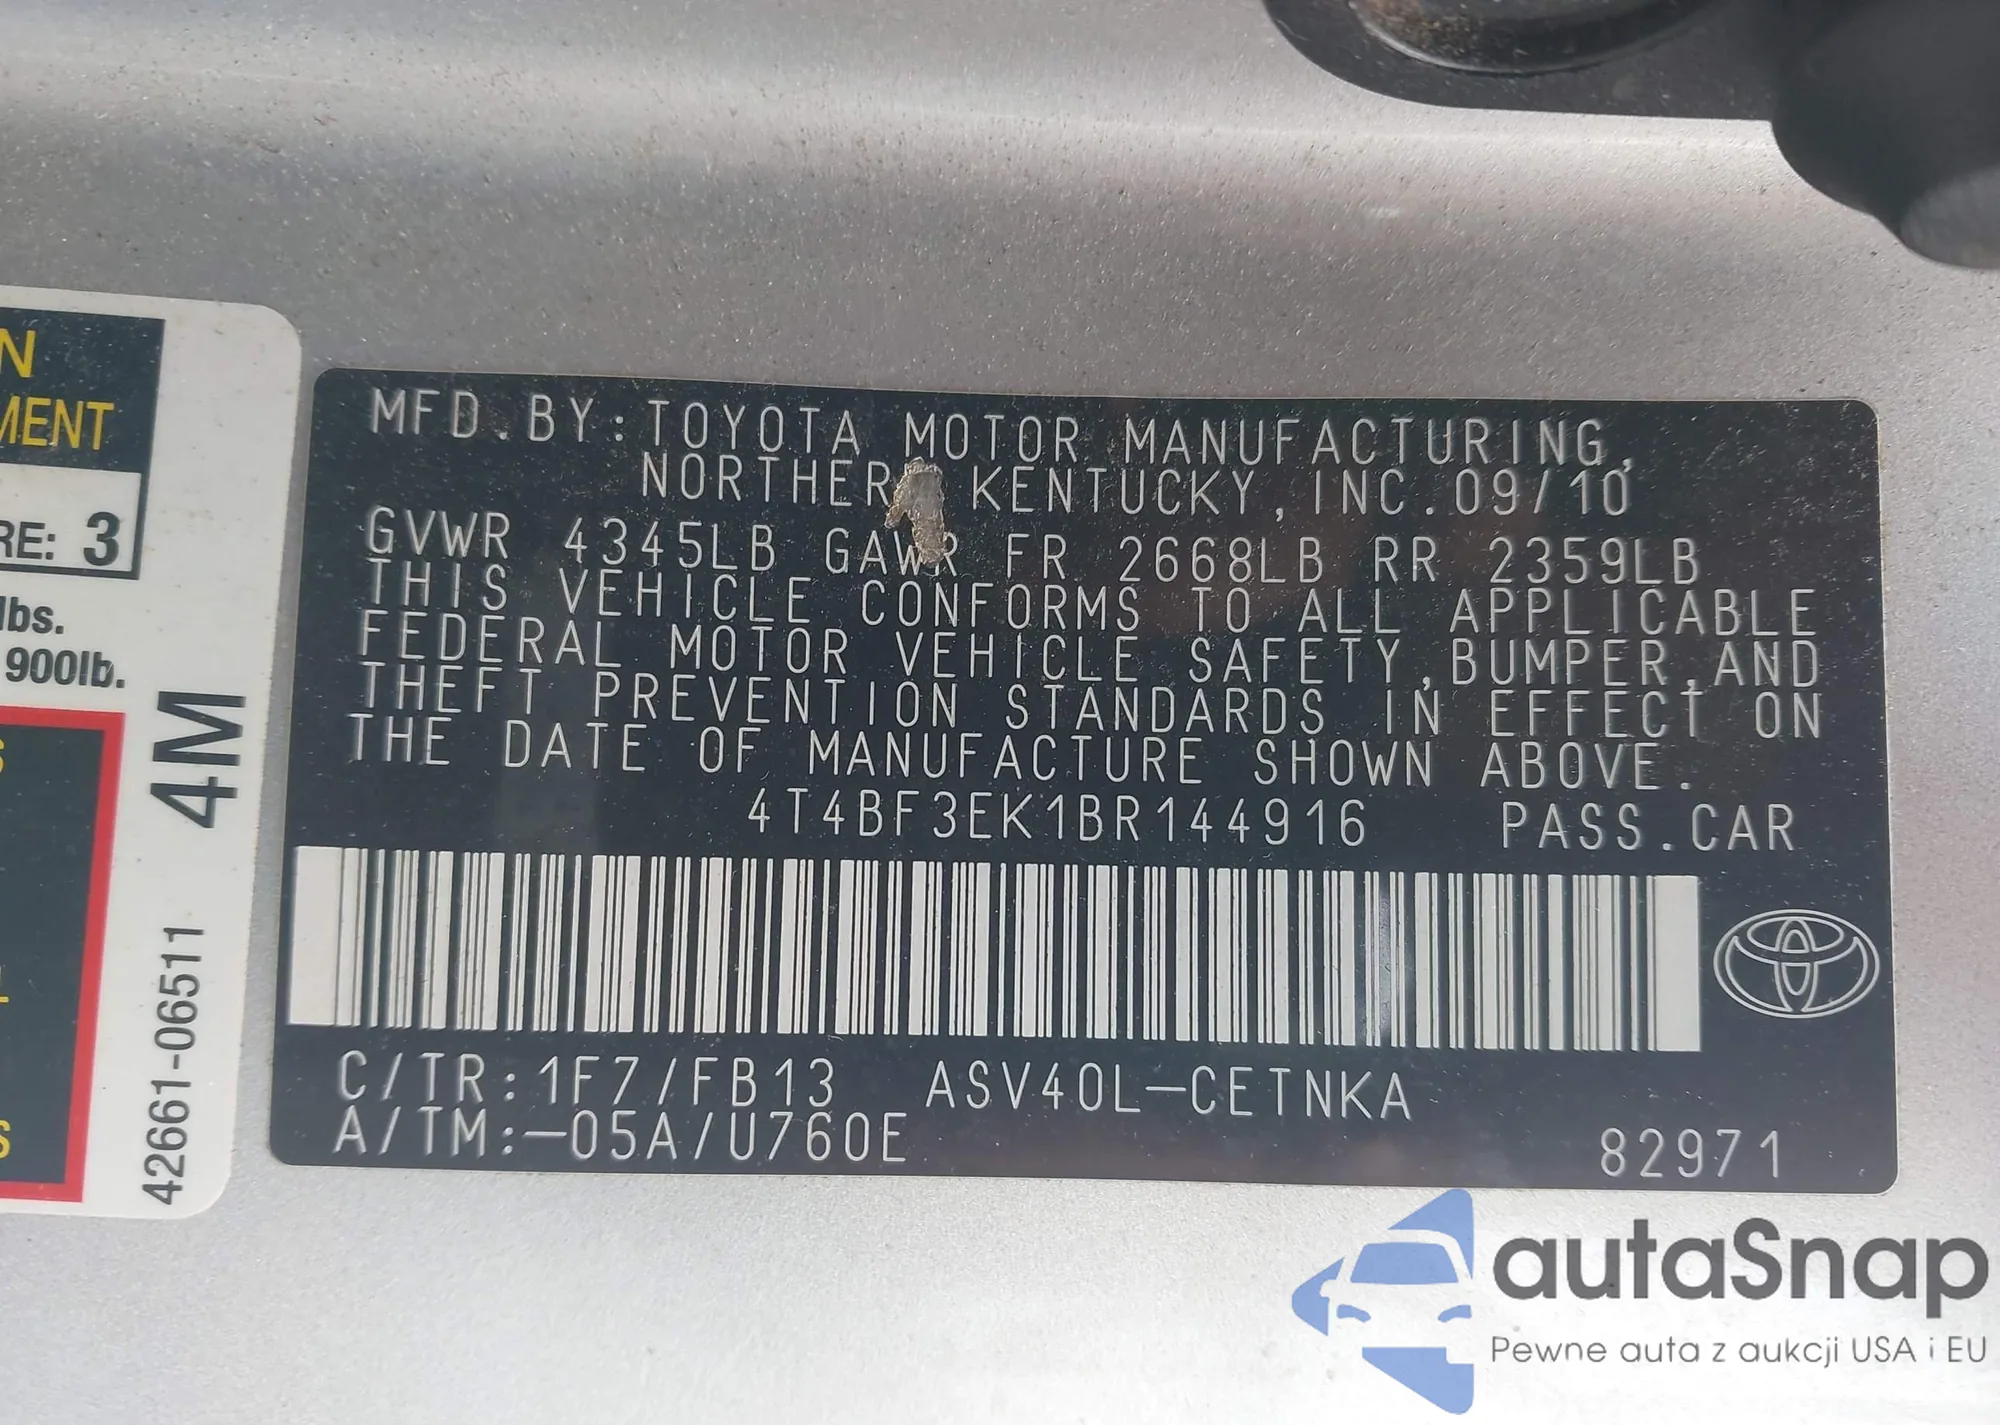 N
MENT
RE: 3
lbs.
900lb.
4M
42661-06511
MFD.BY:TOYOTA MOTOR MANUFACTURING,
NORTHER KENTUCKY,INC.09/10
GVWR 4345LB GAWR FR 2668LB RR 2359LB
THIS VEHICLE CONFORMS TO ALL APPLICABLE
FEDERAL MOTOR VEHICLE SAFETY,BUMPER,AND
THEFT PREVENTION STANDARDS IN EFFECT ON
THE DATE OF MANUFACTURE SHOWN ABOVE.
4T4BF3EK1BR144916 PASS.CAR
C/TR:1F7/FB13 ASV40L-CETNKA
A/TM:-05A/U760E
82971
autaSnap
Pewne auta z aukcji USA i EU